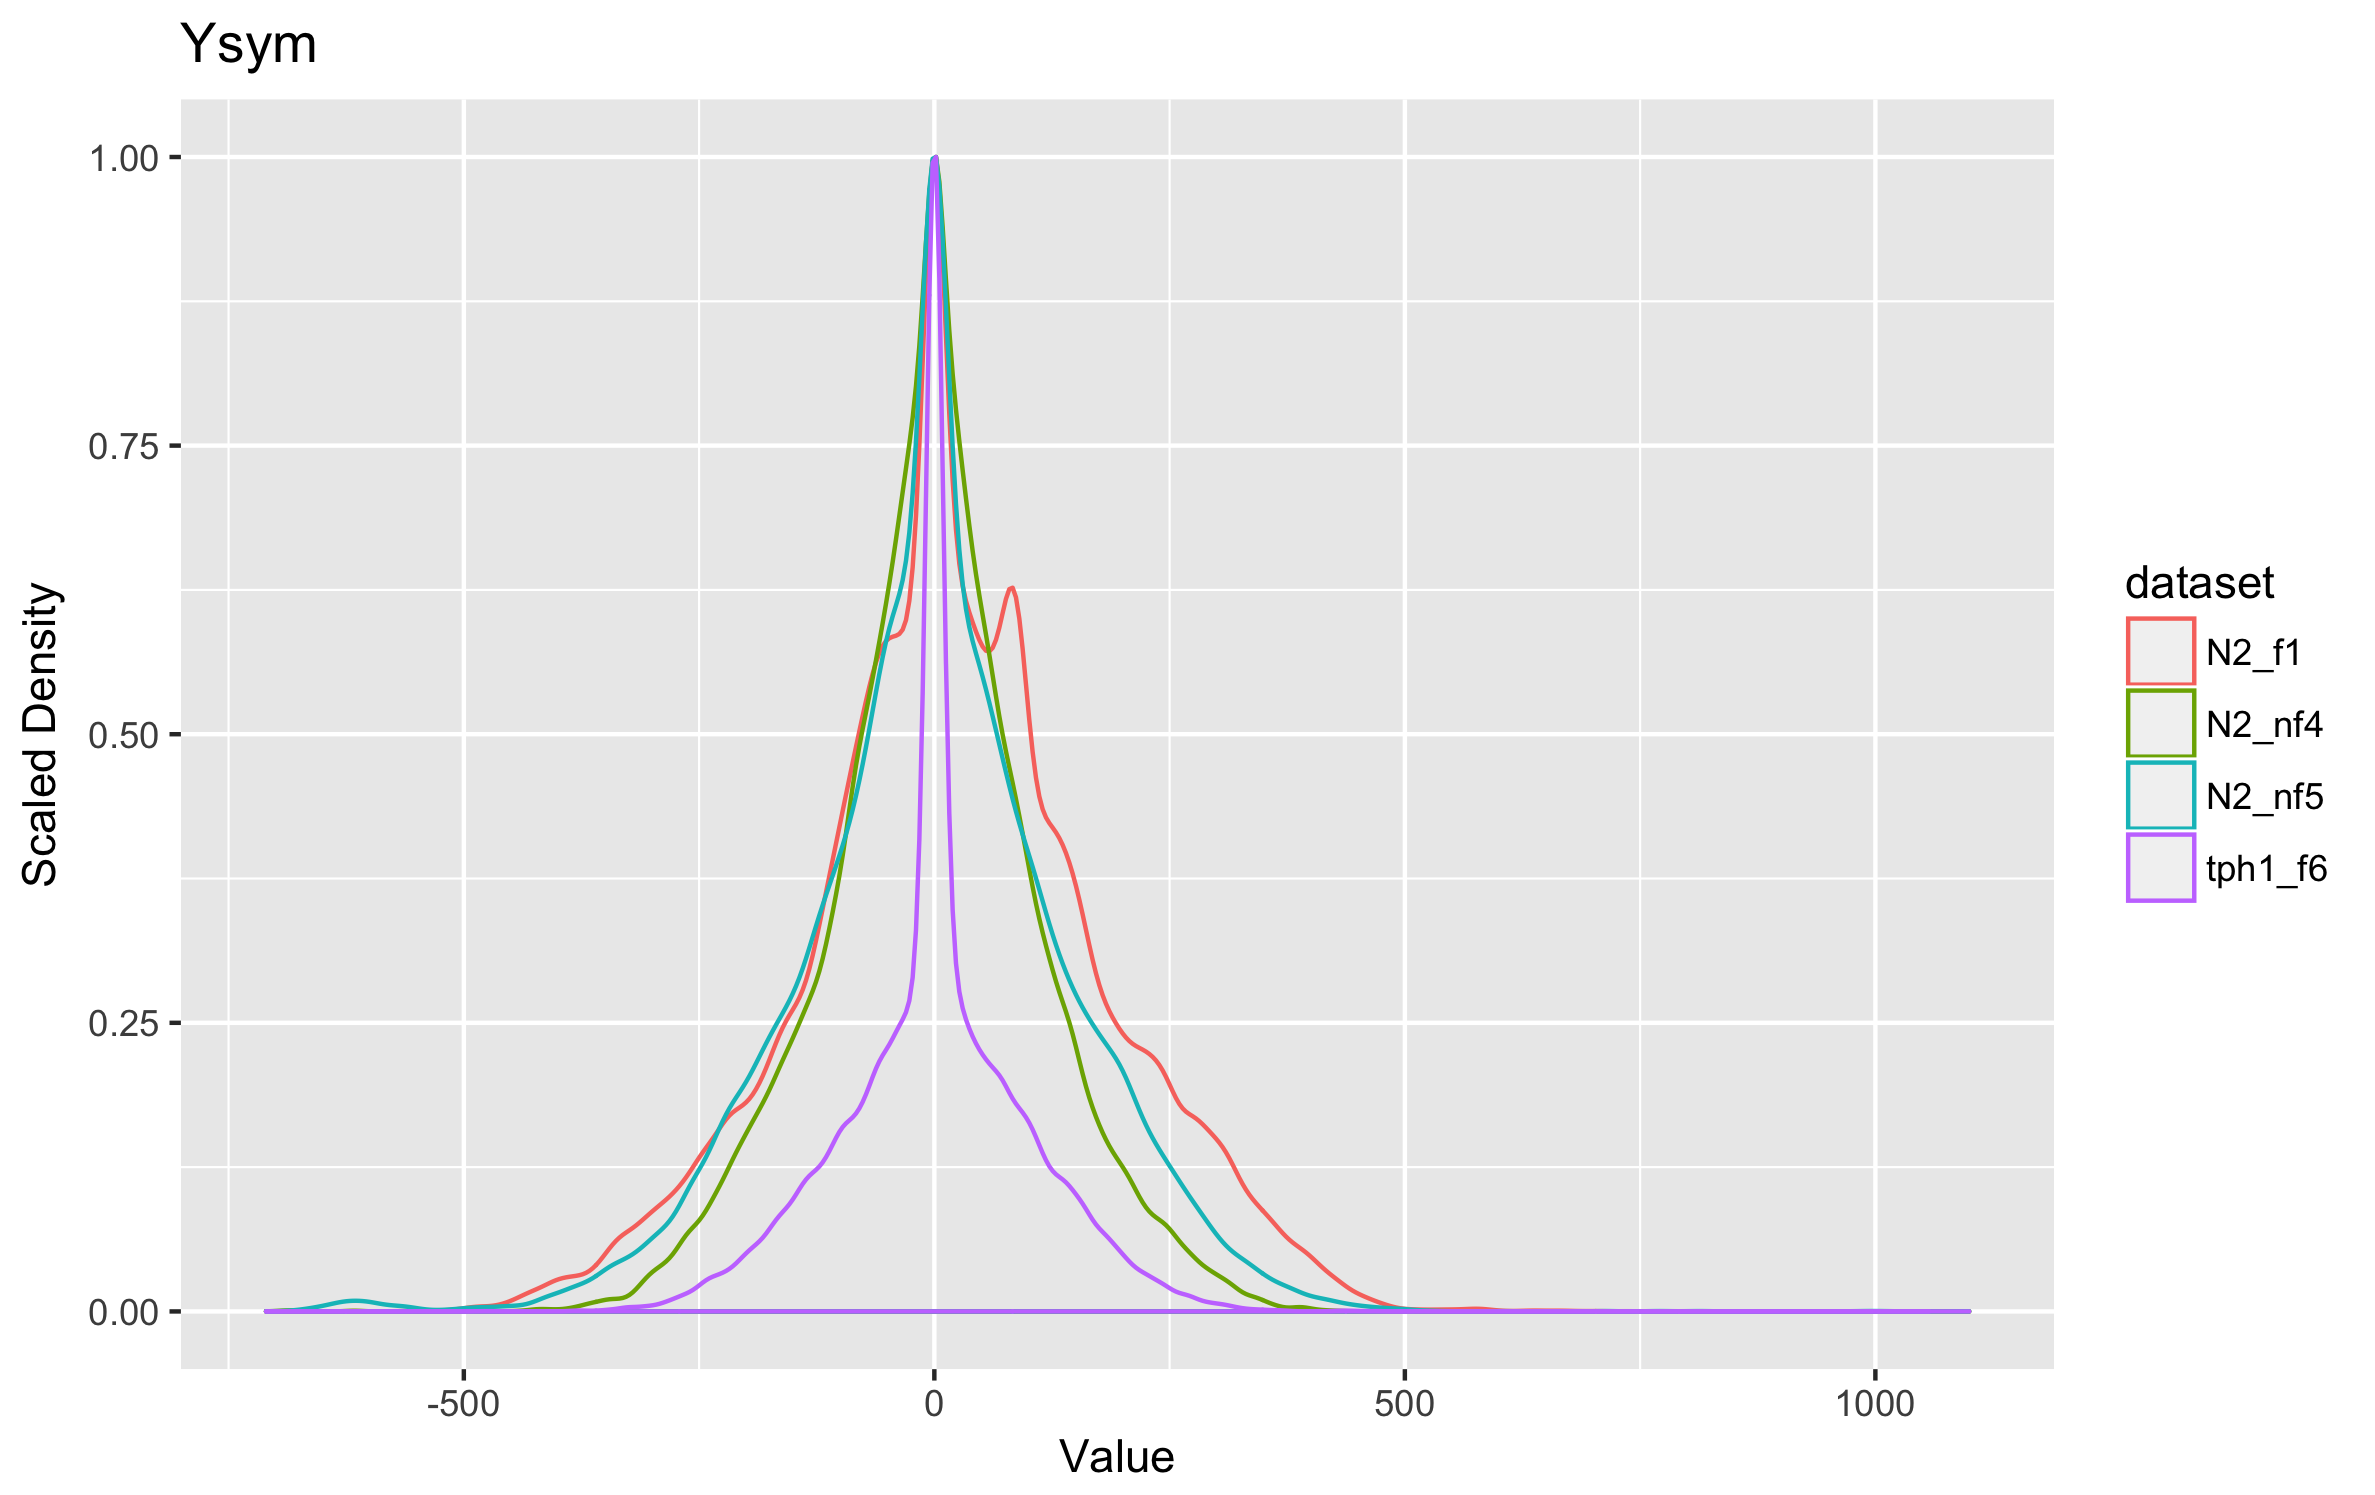 Ysym
1.00
0.75
0.50
0.25
0.00
Scaled Density
-500
0
500
1000
Value
dataset
N2_f1
N2_nf4
N2_nf5
tph1_f6